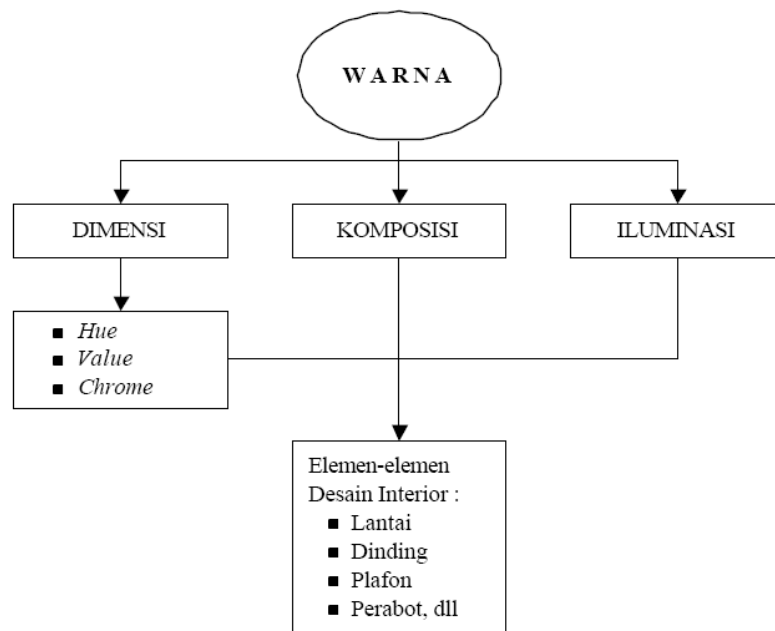 W A R N A
DIMENSI
KOMPOSISI
ILUMINASI
■ Hue
■ Value
■ Chrome
Elemen-elemen
Desain Interior :
■ Lantai
■ Dinding
■ Plafon
■ Perabot, dll